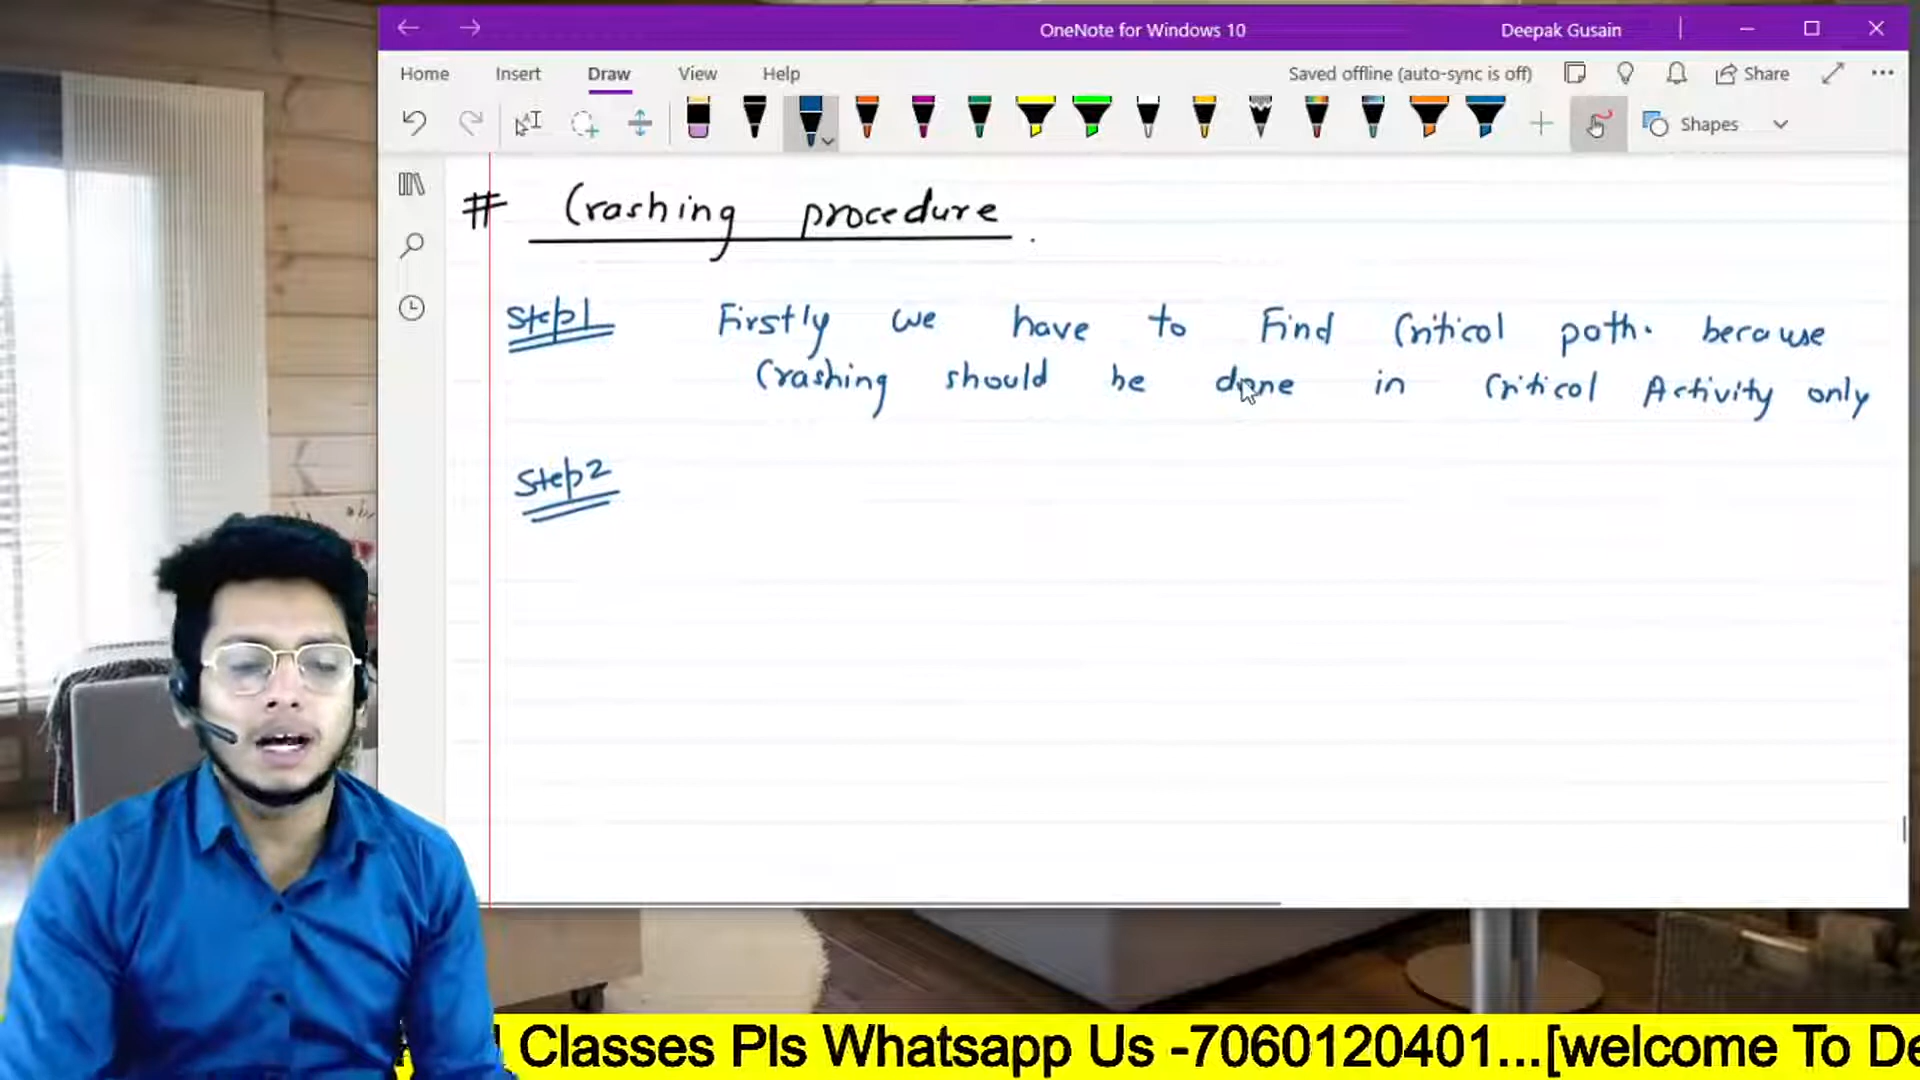 OneNote for Windows 10
Deepak Gusain
Home Insert Draw View Help
Saved offline (auto-sync is off)
Share
Shapes
# Crashing procedure.
Step1 Firstly we have to Find Critical path. because
Crashing should be done in Critical Activity only
Step2
Classes Pls Whatsapp Us -7060120401...[welcome To De